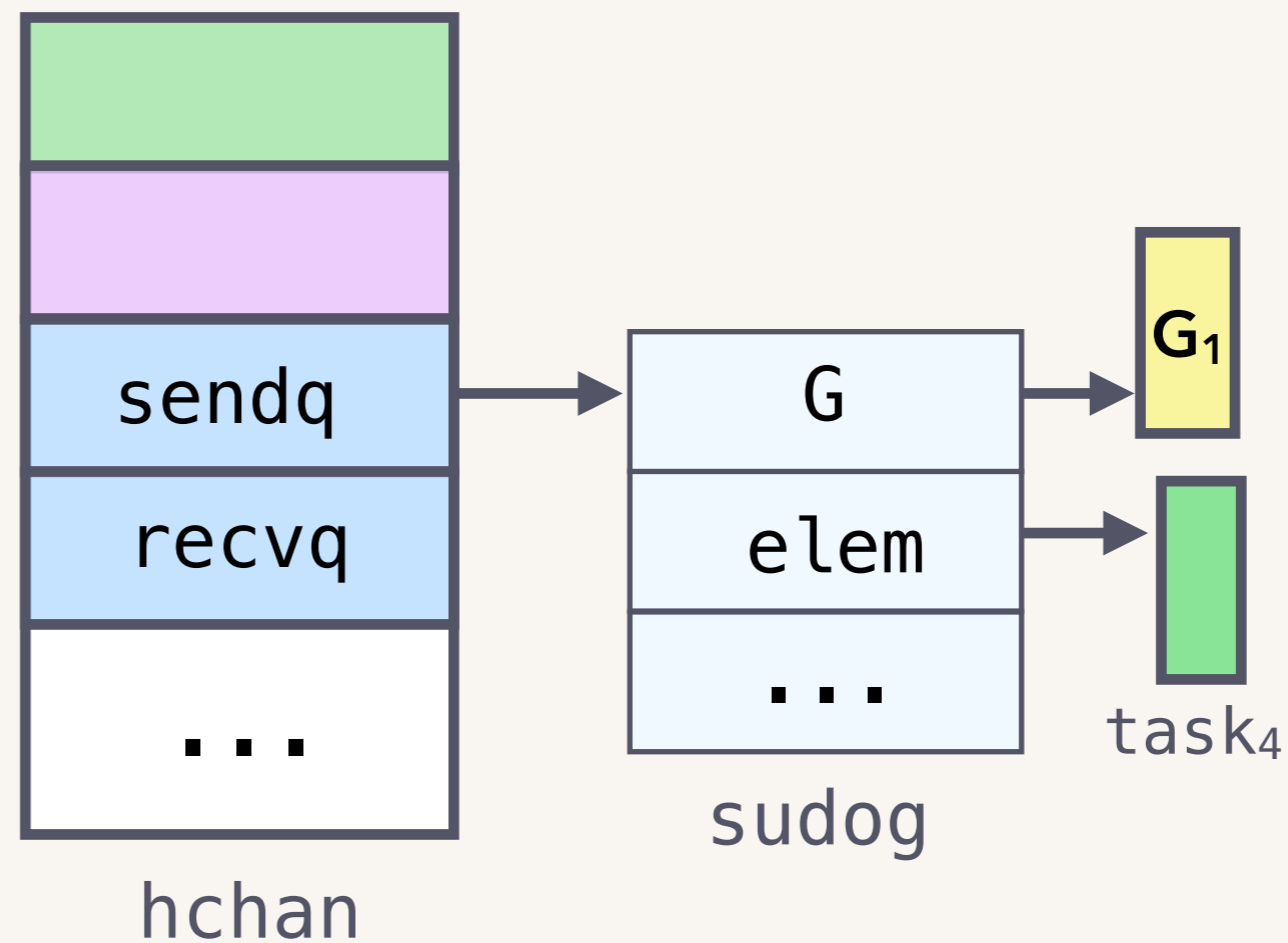 sendq
recvq
...
hchan
G
elem
...
sudog
G₁
task₄